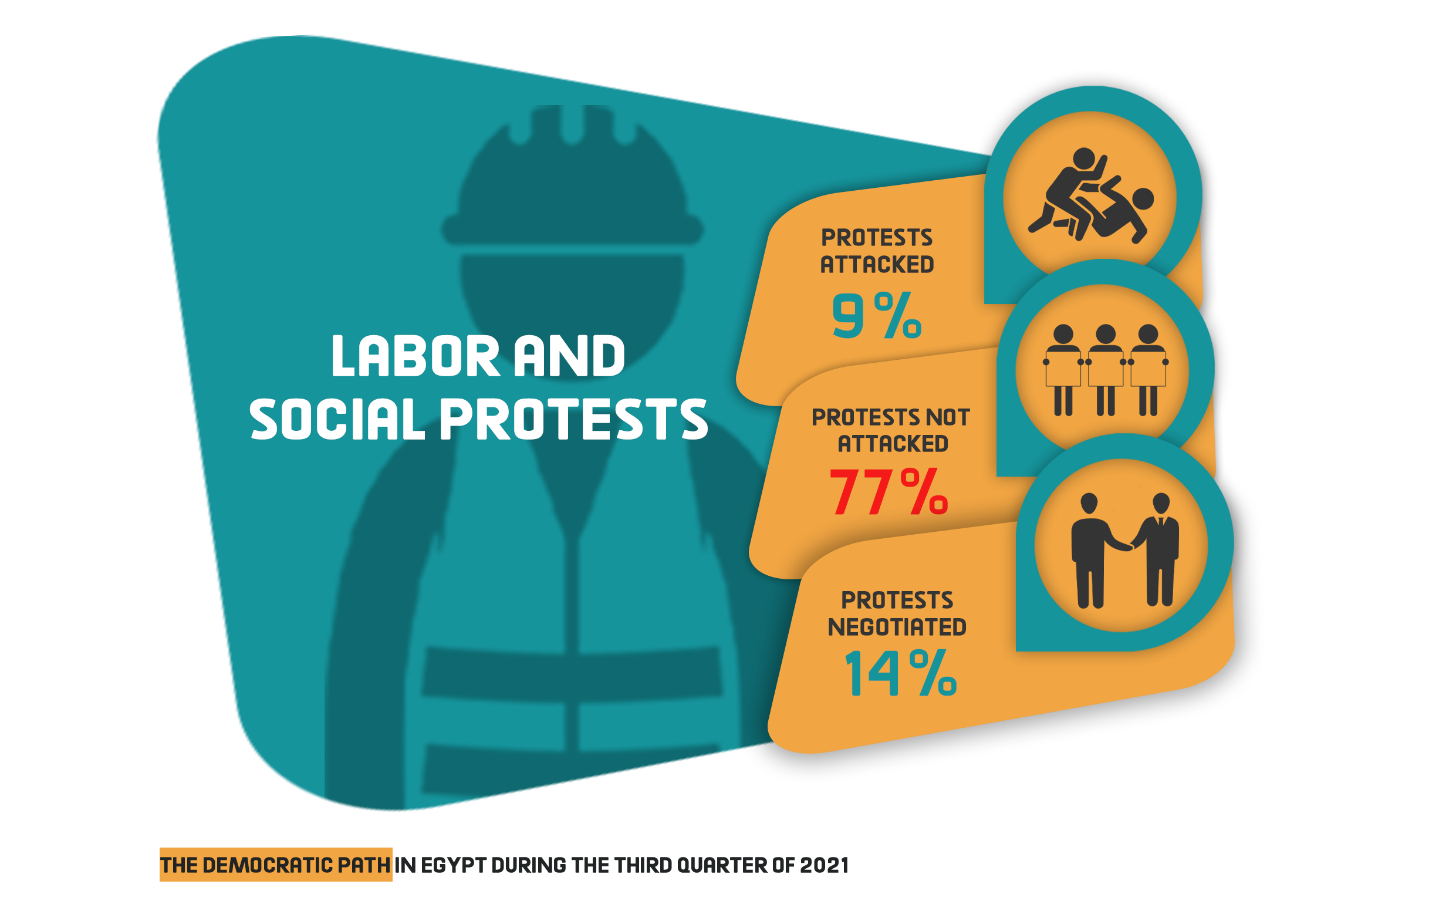 LABOR AND
SOCIAL PROTESTS
PROTESTS
ATTACKED
9%
PROTESTS NOT
ATTACKED
77%
PROTESTS
NEGOTIATED
14%
THE DEMOCRATIC PATH IN EGYPT DURING THE THIRD QUARTER OF 2021